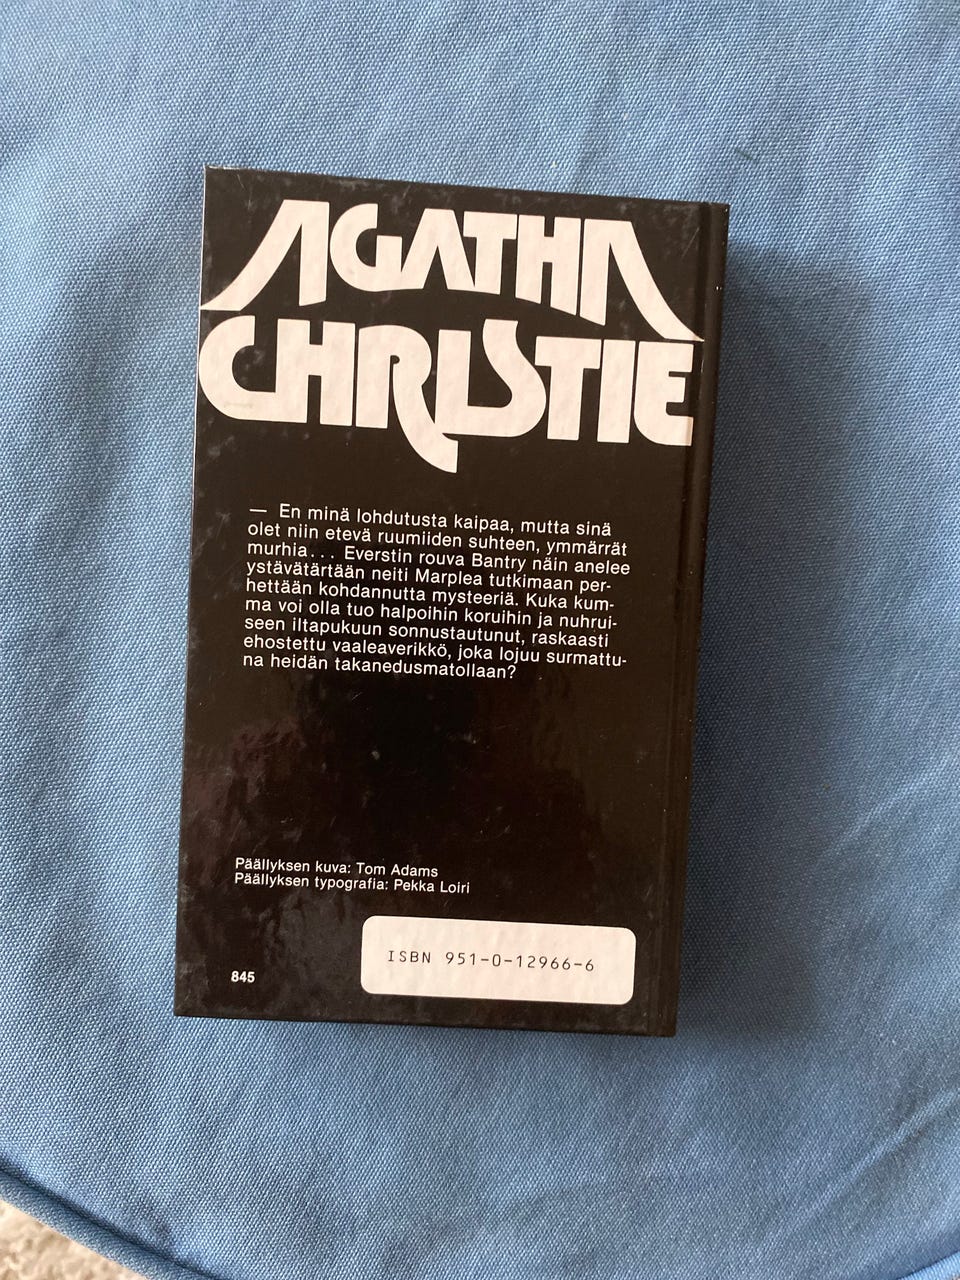 AGATHA
CHRISTIE
— En minä lohdutusta kaipaa, mutta sinä
olet niin etevä ruumiiden suhteen, ymmärrät
murhia... Everstin rouva Bantry näin anelee
ystävätärtään neiti Marplea tutkimaan per-
hettään kohdannutta mysteeriä. Kuka kum-
ma voi olla tuo halpoihin koruihin ja nuhrui-
seen iltapukuun sonnustautunut, raskaasti
ehostettu vaaleaverikkö, joka lojuu surmattu-
na heidän takanedusmatollaan?
Päällyksen kuva: Tom Adams
Päällyksen typografia: Pekka Loiri
ISBN 951-0-12966-6
845